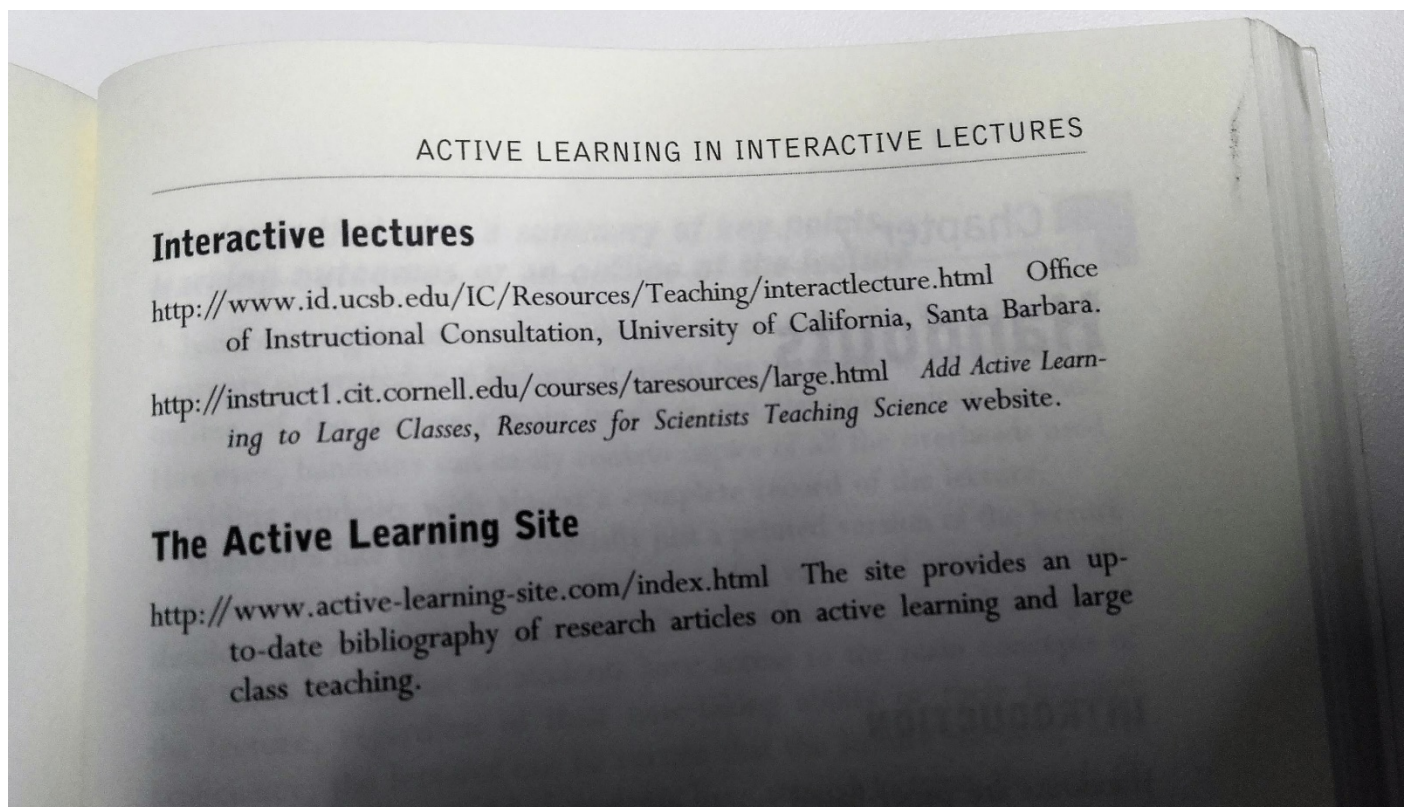 ACTIVE LEARNING IN INTERACTIVE LECTURES
Interactive lectures
http://www.id.ucsb.edu/IC/Resources/Teaching/interactlecture.html Office
of Instructional Consultation, University of California, Santa Barbara.
http://instruct1.cit.cornell.edu/courses/taresources/large.html Add Active Learn-
ing to Large Classes, Resources for Scientists Teaching Science website.
The Active Learning Site
http://www.active-learning-site.com/index.html The site provides an up-
to-date bibliography of research articles on active learning and large
class teaching.